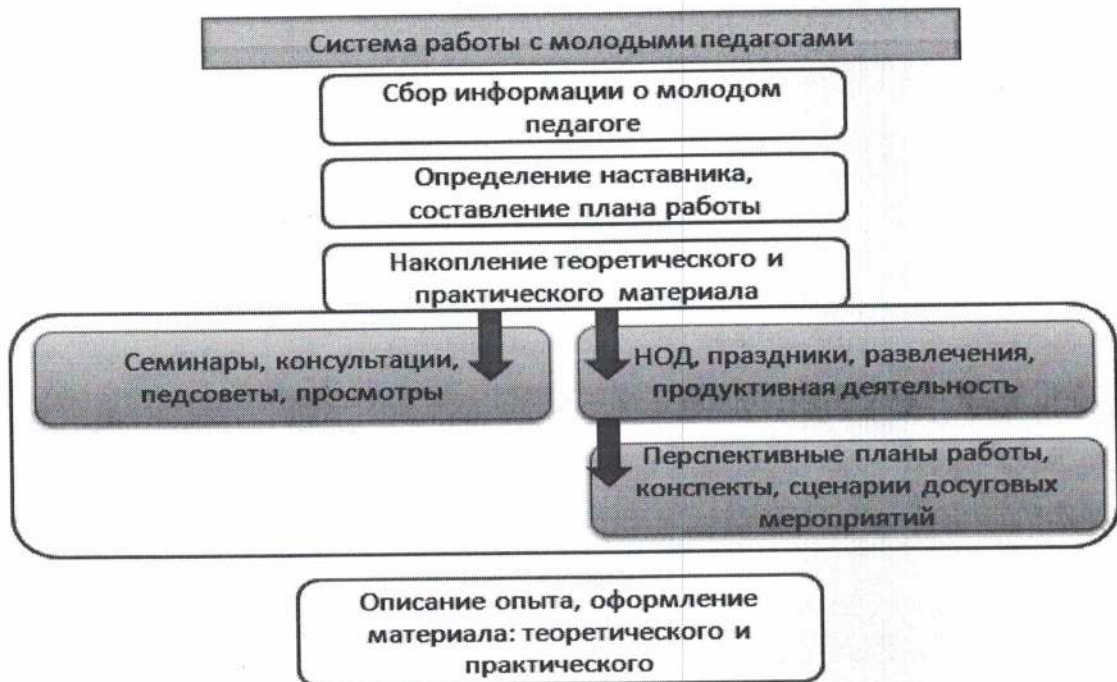 Система работы с молодыми педагогами
Сбор информации о молодом
педагоге
Определение наставника,
составление плана работы
Накопление теоретического и
практического материала
Семинары, консультации,
педсоветы, просмотры
НОД, праздники, развлечения,
продуктивная деятельность
Перспективные планы работы,
конспекты, сценарии досуговых
мероприятий
Описание опыта, оформление
материала: теоретического и
практического